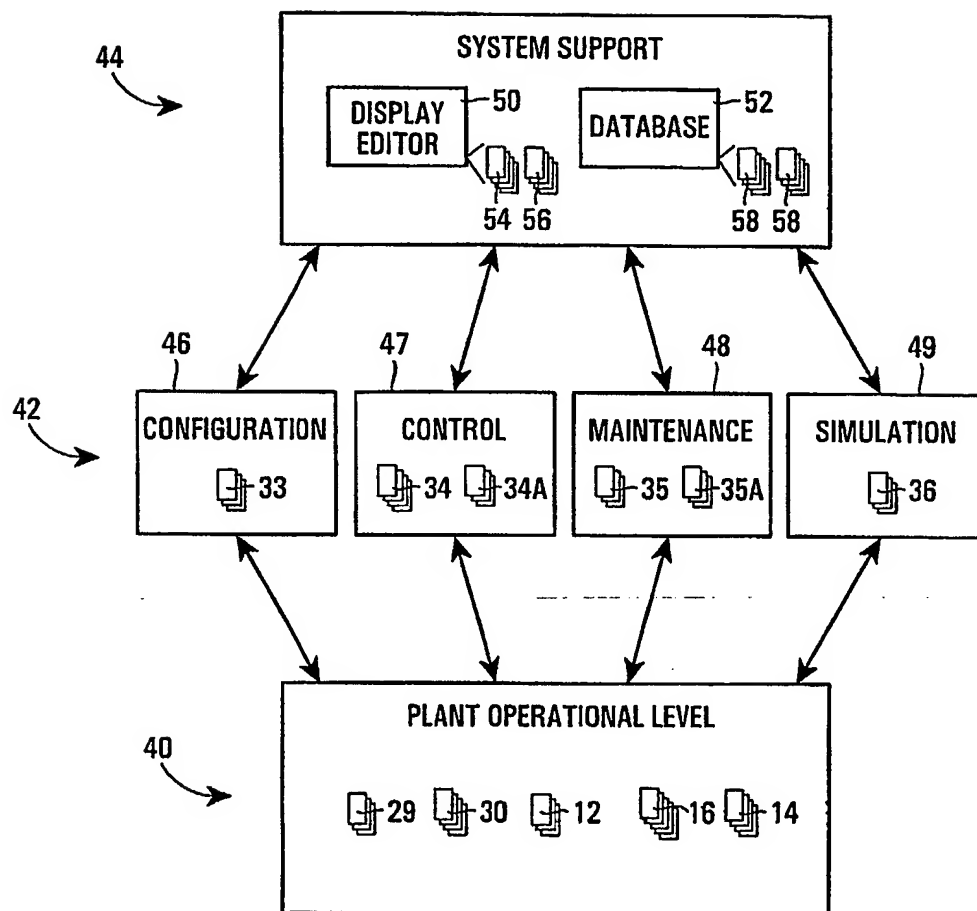 44
SYSTEM SUPPORT
DISPLAY
EDITOR
50
DATABASE
52
54
56
58
58
46
47
48
49
42
CONFIGURATION
33
CONTROL
34
34A
MAINTENANCE
35
35A
SIMULATION
36
40
PLANT OPERATIONAL LEVEL
29
30
12
16
14